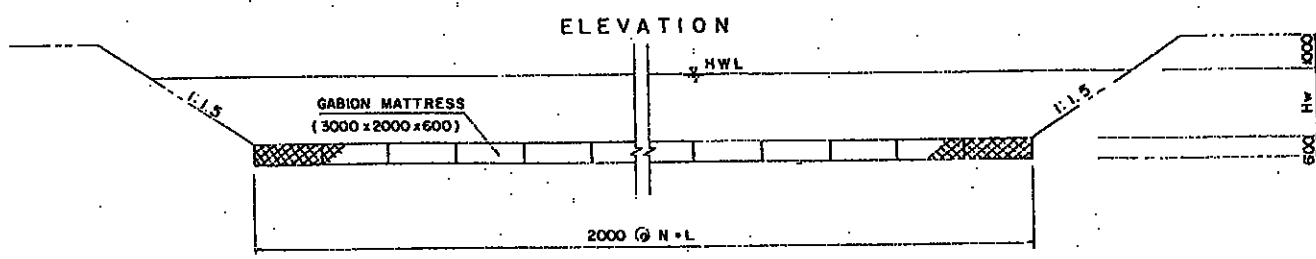 ELEVATION
HWL
1:1.5
GABION MATTRESS
(3000 x 2000 x 600)
1:1.5
1000
Hw
600
2000 @ N = L